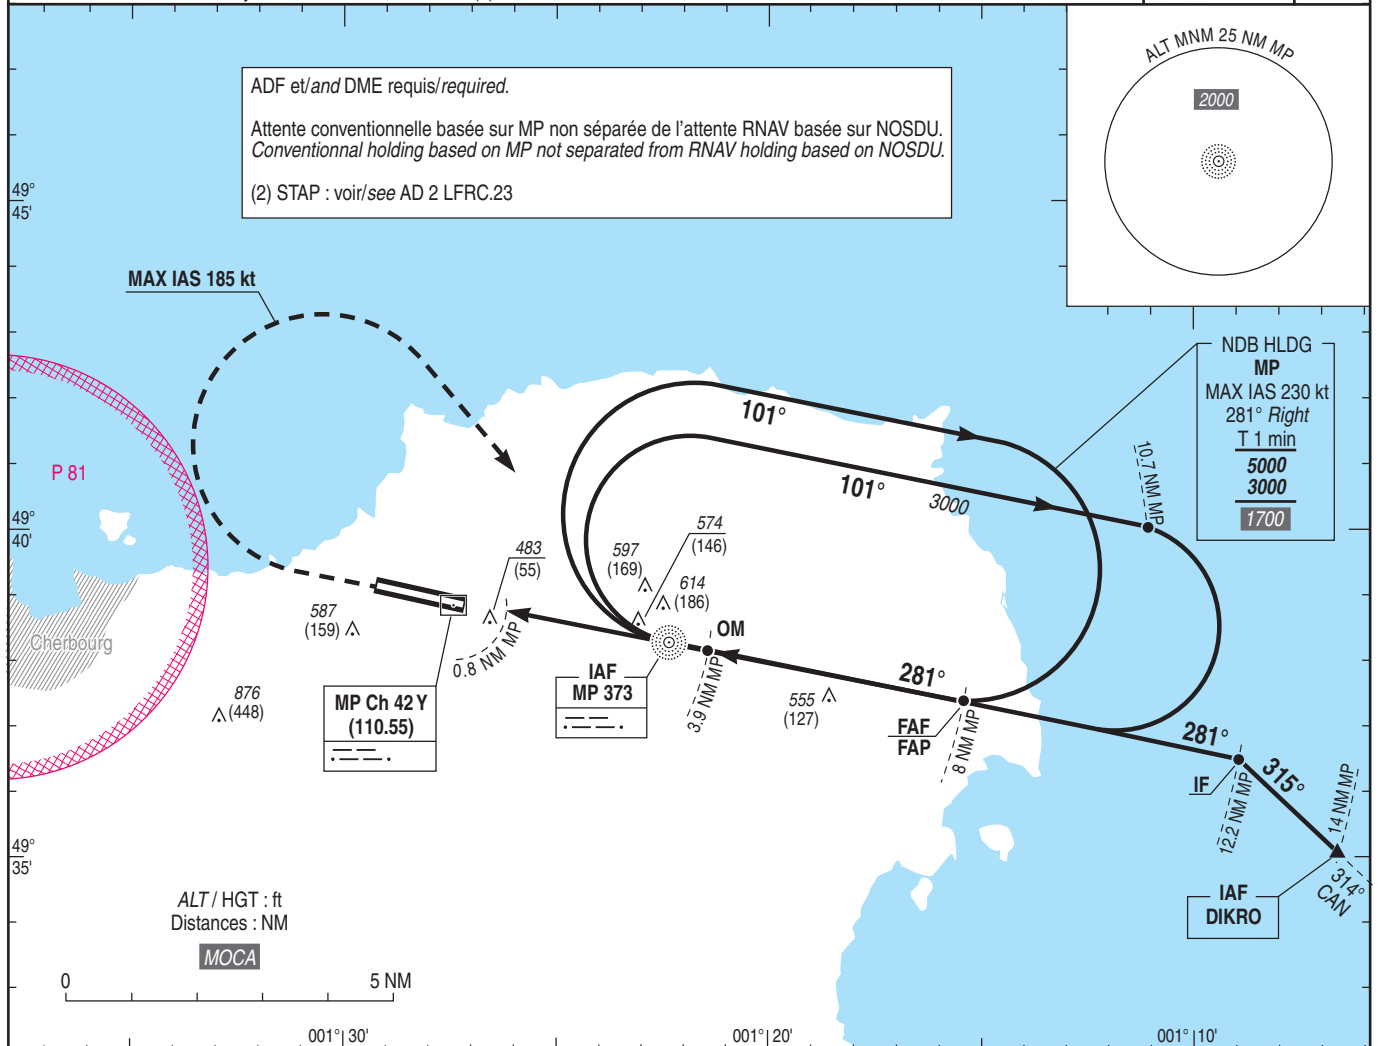 ADF et/and DME requis/required.
Attente conventionnelle basée sur MP non séparée de l'attente RNAV basée sur NOSDU.
Conventionnal holding based on MP not separated from RNAV holding based on NOSDU.
(2) STAP : voir/see AD 2 LFRC.23
ALT MNM 25 NM MP
2000
49°
45'
MAX IAS 185 kt
NDB HLDG
MP
MAX IAS 230 kt
281° Right
T 1 min
5000
3000
1700
101°
101°
3000
10.7 NM MP
P 81
49°
40'
574
(146)
597
(169)
614
(186)
483
(55)
587
(159)
Cherbourg
OM
0.8 NM MP
IAF
MP 373
3.9 NM MP
281°
555
(127)
FAF
FAP
8 NM MP
876
(448)
MP Ch 42 Y
(110.55)
281°
315°
IF
12.2 NM MP
14 NM MP
314°
CAN
49°
35'
IAF
DIKRO
ALT / HGT : ft
Distances : NM
MOCA
0
5 NM
001° 30'
001° 20'
001° 10'